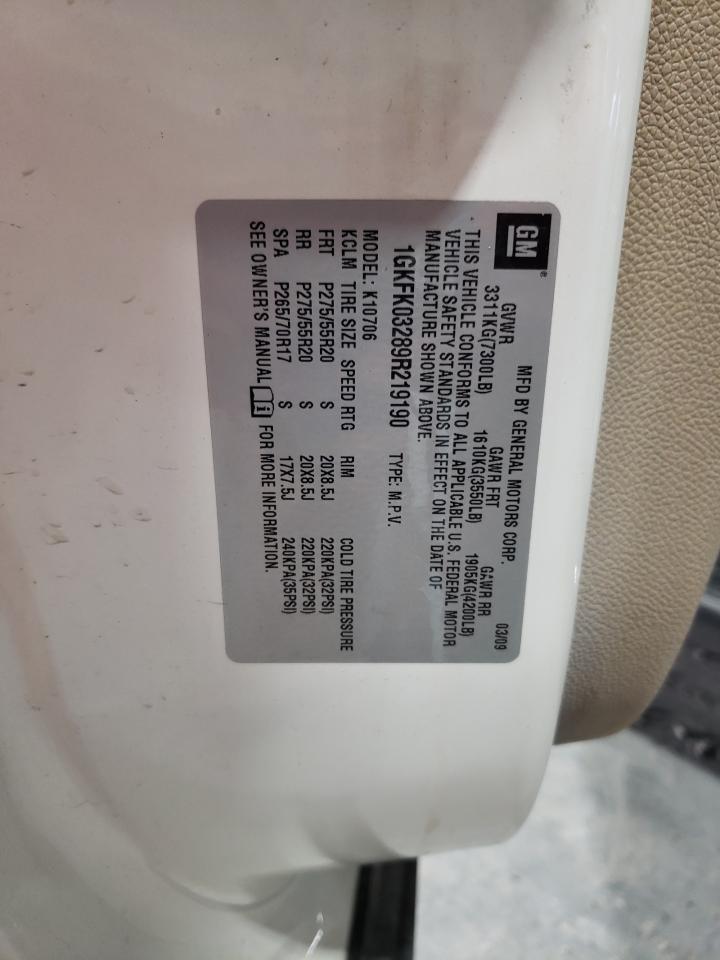 GM ®
MFD BY GENERAL MOTORS CORP. 03/09
GVWR GAWR FRT GAWR RR
3311KG(7300LB) 1610KG(3550LB) 1905KG(4200LB)
THIS VEHICLE CONFORMS TO ALL APPLICABLE U.S. FEDERAL MOTOR
VEHICLE SAFETY STANDARDS IN EFFECT ON THE DATE OF
MANUFACTURE SHOWN ABOVE.
1GKFK03289R219190 TYPE: M.P.V.
MODEL: K10706
KCLM TIRE SIZE SPEED RTG RIM COLD TIRE PRESSURE
FRT P275/55R20 S 20X8.5J 220KPA(32PSI)
RR P275/55R20 S 20X8.5J 220KPA(32PSI)
SPA P265/70R17 S 17X7.5J 240KPA(35PSI)
SEE OWNER'S MANUAL i FOR MORE INFORMATION.